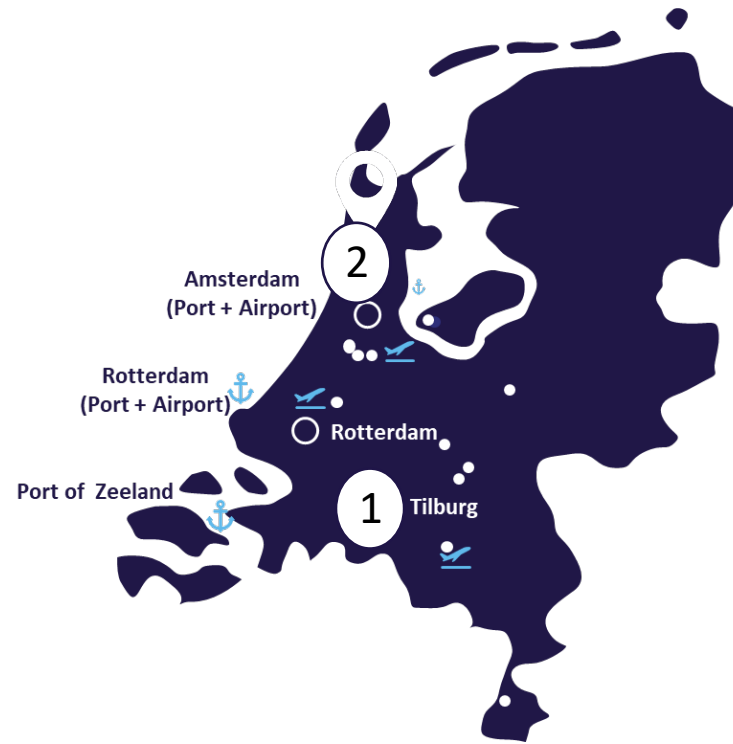 2
Amsterdam
(Port + Airport)
Rotterdam
(Port + Airport)
Rotterdam
Port of Zeeland
1
Tilburg